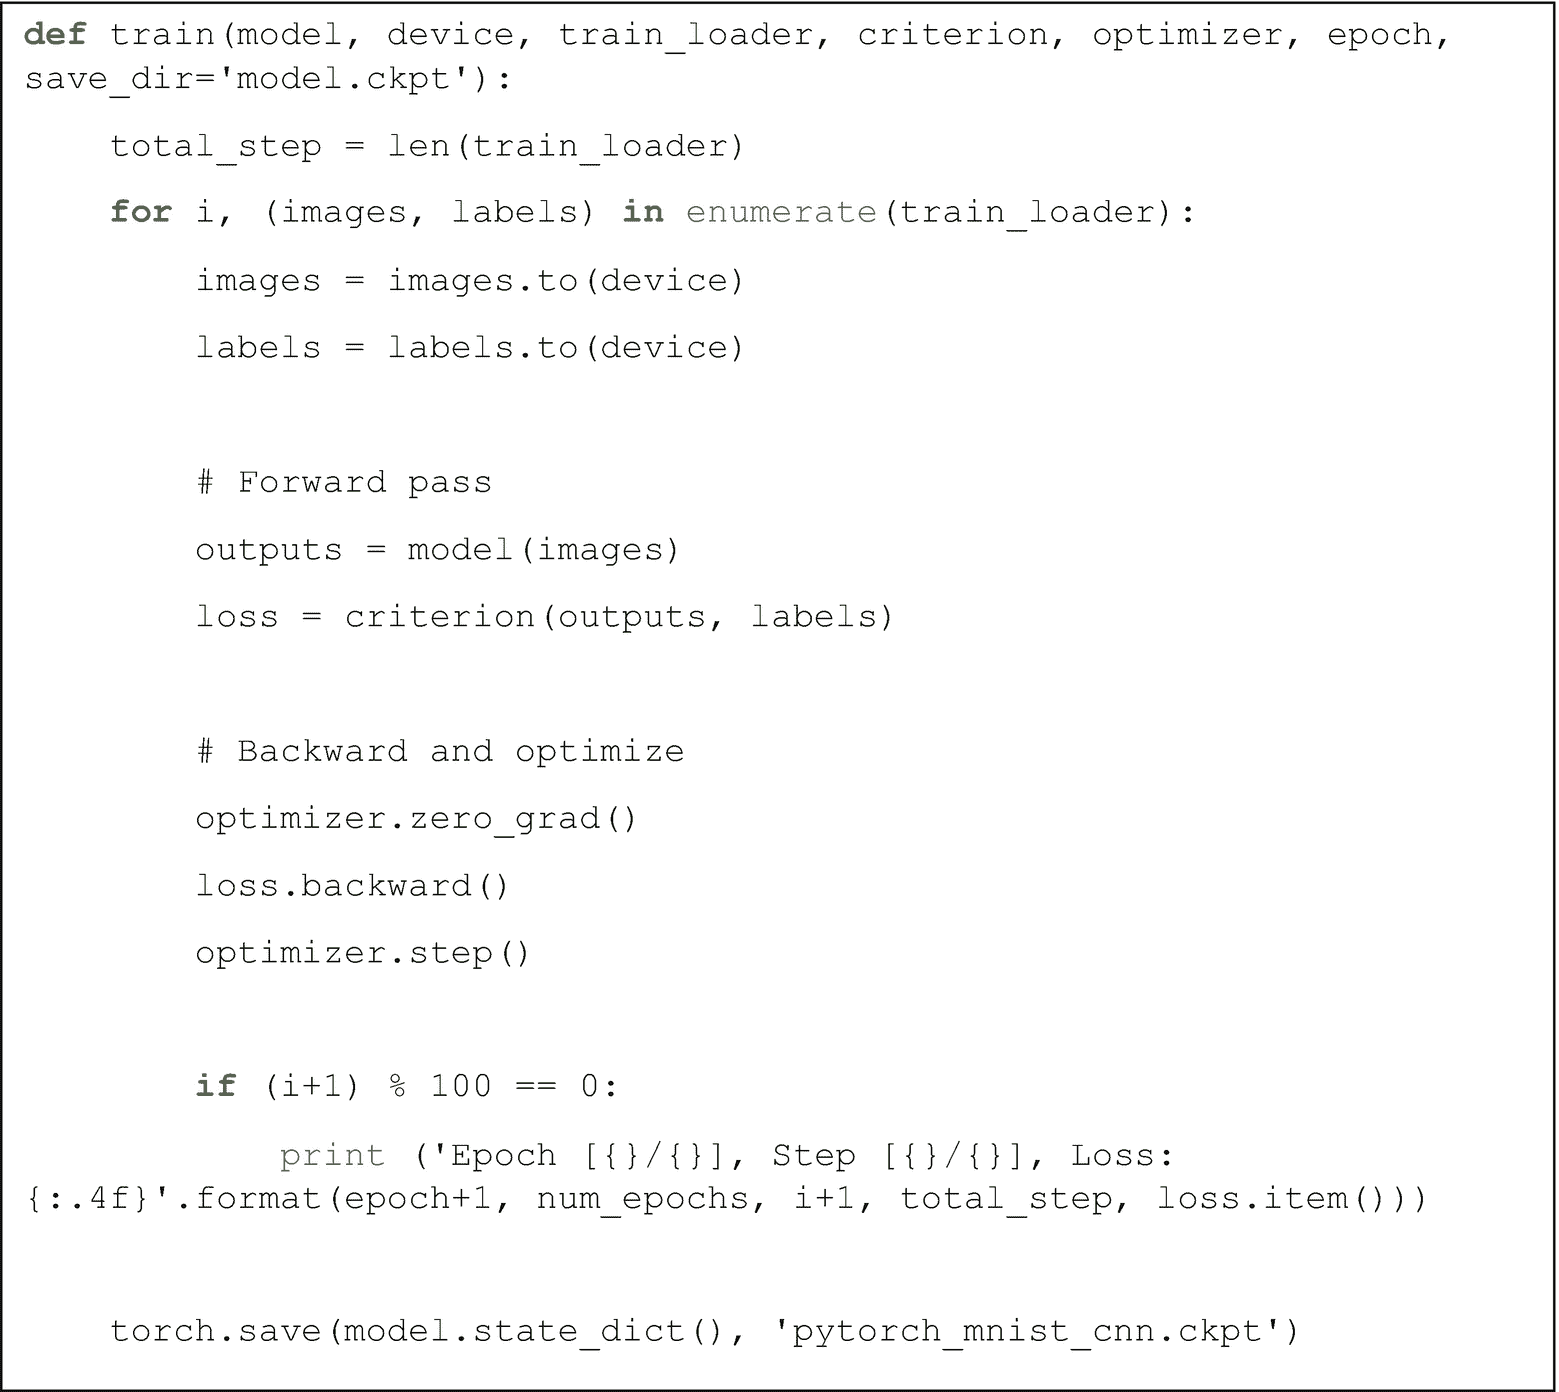 def train(model, device, train_loader, criterion, optimizer, epoch,
save_dir='model.ckpt'):
    total_step = len(train_loader)
    for i, (images, labels) in enumerate(train_loader):
        images = images.to(device)
        labels = labels.to(device)
        # Forward pass
        outputs = model(images)
        loss = criterion(outputs, labels)
        # Backward and optimize
        optimizer.zero_grad()
        loss.backward()
        optimizer.step()
        if (i+1) % 100 == 0:
            print ('Epoch [{}/{}], Step [{}/{}], Loss:
{:.4f}'.format(epoch+1, num_epochs, i+1, total_step, loss.item()))
    torch.save(model.state_dict(), 'pytorch_mnist_cnn.ckpt')